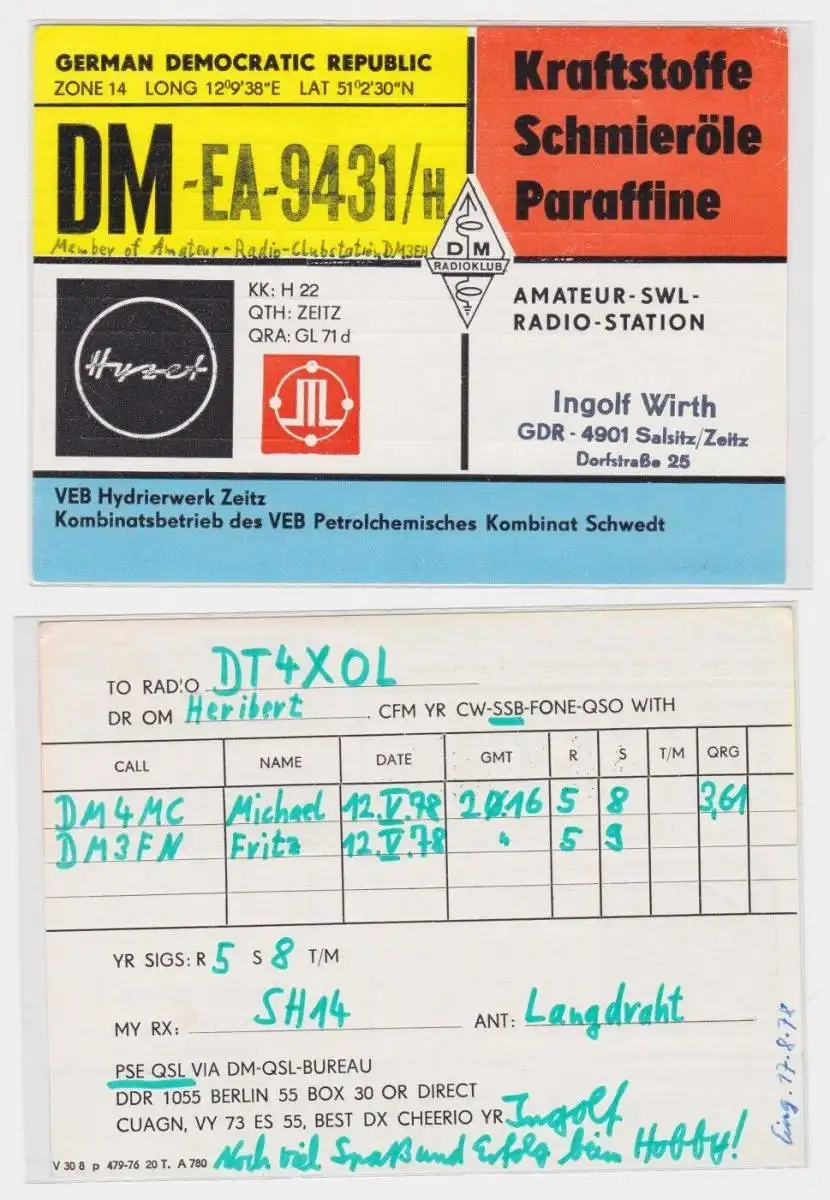 GERMAN DEMOCRATIC REPUBLIC
ZONE 14 LONG 12⁰9'38"E LAT 51⁰2'30"N
DM-EA-9431/H
Member of Amateur-Radio-Clubstation DM3EH
Kraftstoffe
Schmieröle
Paraffine
DM
RADIOKLUB
Hyzet
KK: H 22
QTH: ZEITZ
QRA: GL 71 d
AMATEUR-SWL-
RADIO-STATION
Ingolf Wirth
GDR - 4901 Salsitz/Zeitz
Dorfstraße 25
VEB Hydrierwerk Zeitz
Kombinatsbetrieb des VEB Petrolchemisches Kombinat Schwedt
TO RADIO DT4XOL
DR OM Heribert, CFM YR CW-SSB-FONE-QSO WITH
CALL NAME DATE GMT R S T/M QRG
DM4MC Michael 12.V.78 2016 5 8 3,61
DM3FN Fritz 12.V.78 " 5 9
YR SIGS: R 5 S 8 T/M
MY RX: SH14 ANT: Langdraht
PSE QSL VIA DM-QSL-BUREAU
DDR 1055 BERLIN 55 BOX 30 OR DIRECT
CUAGN, VY 73 ES 55, BEST DX CHEERIO YR Ingolf
Noch viel Spaß und Erfolg beim Hobby!
V 30 8 p 479-76 20 T. A 780
Eing. 17.8.78